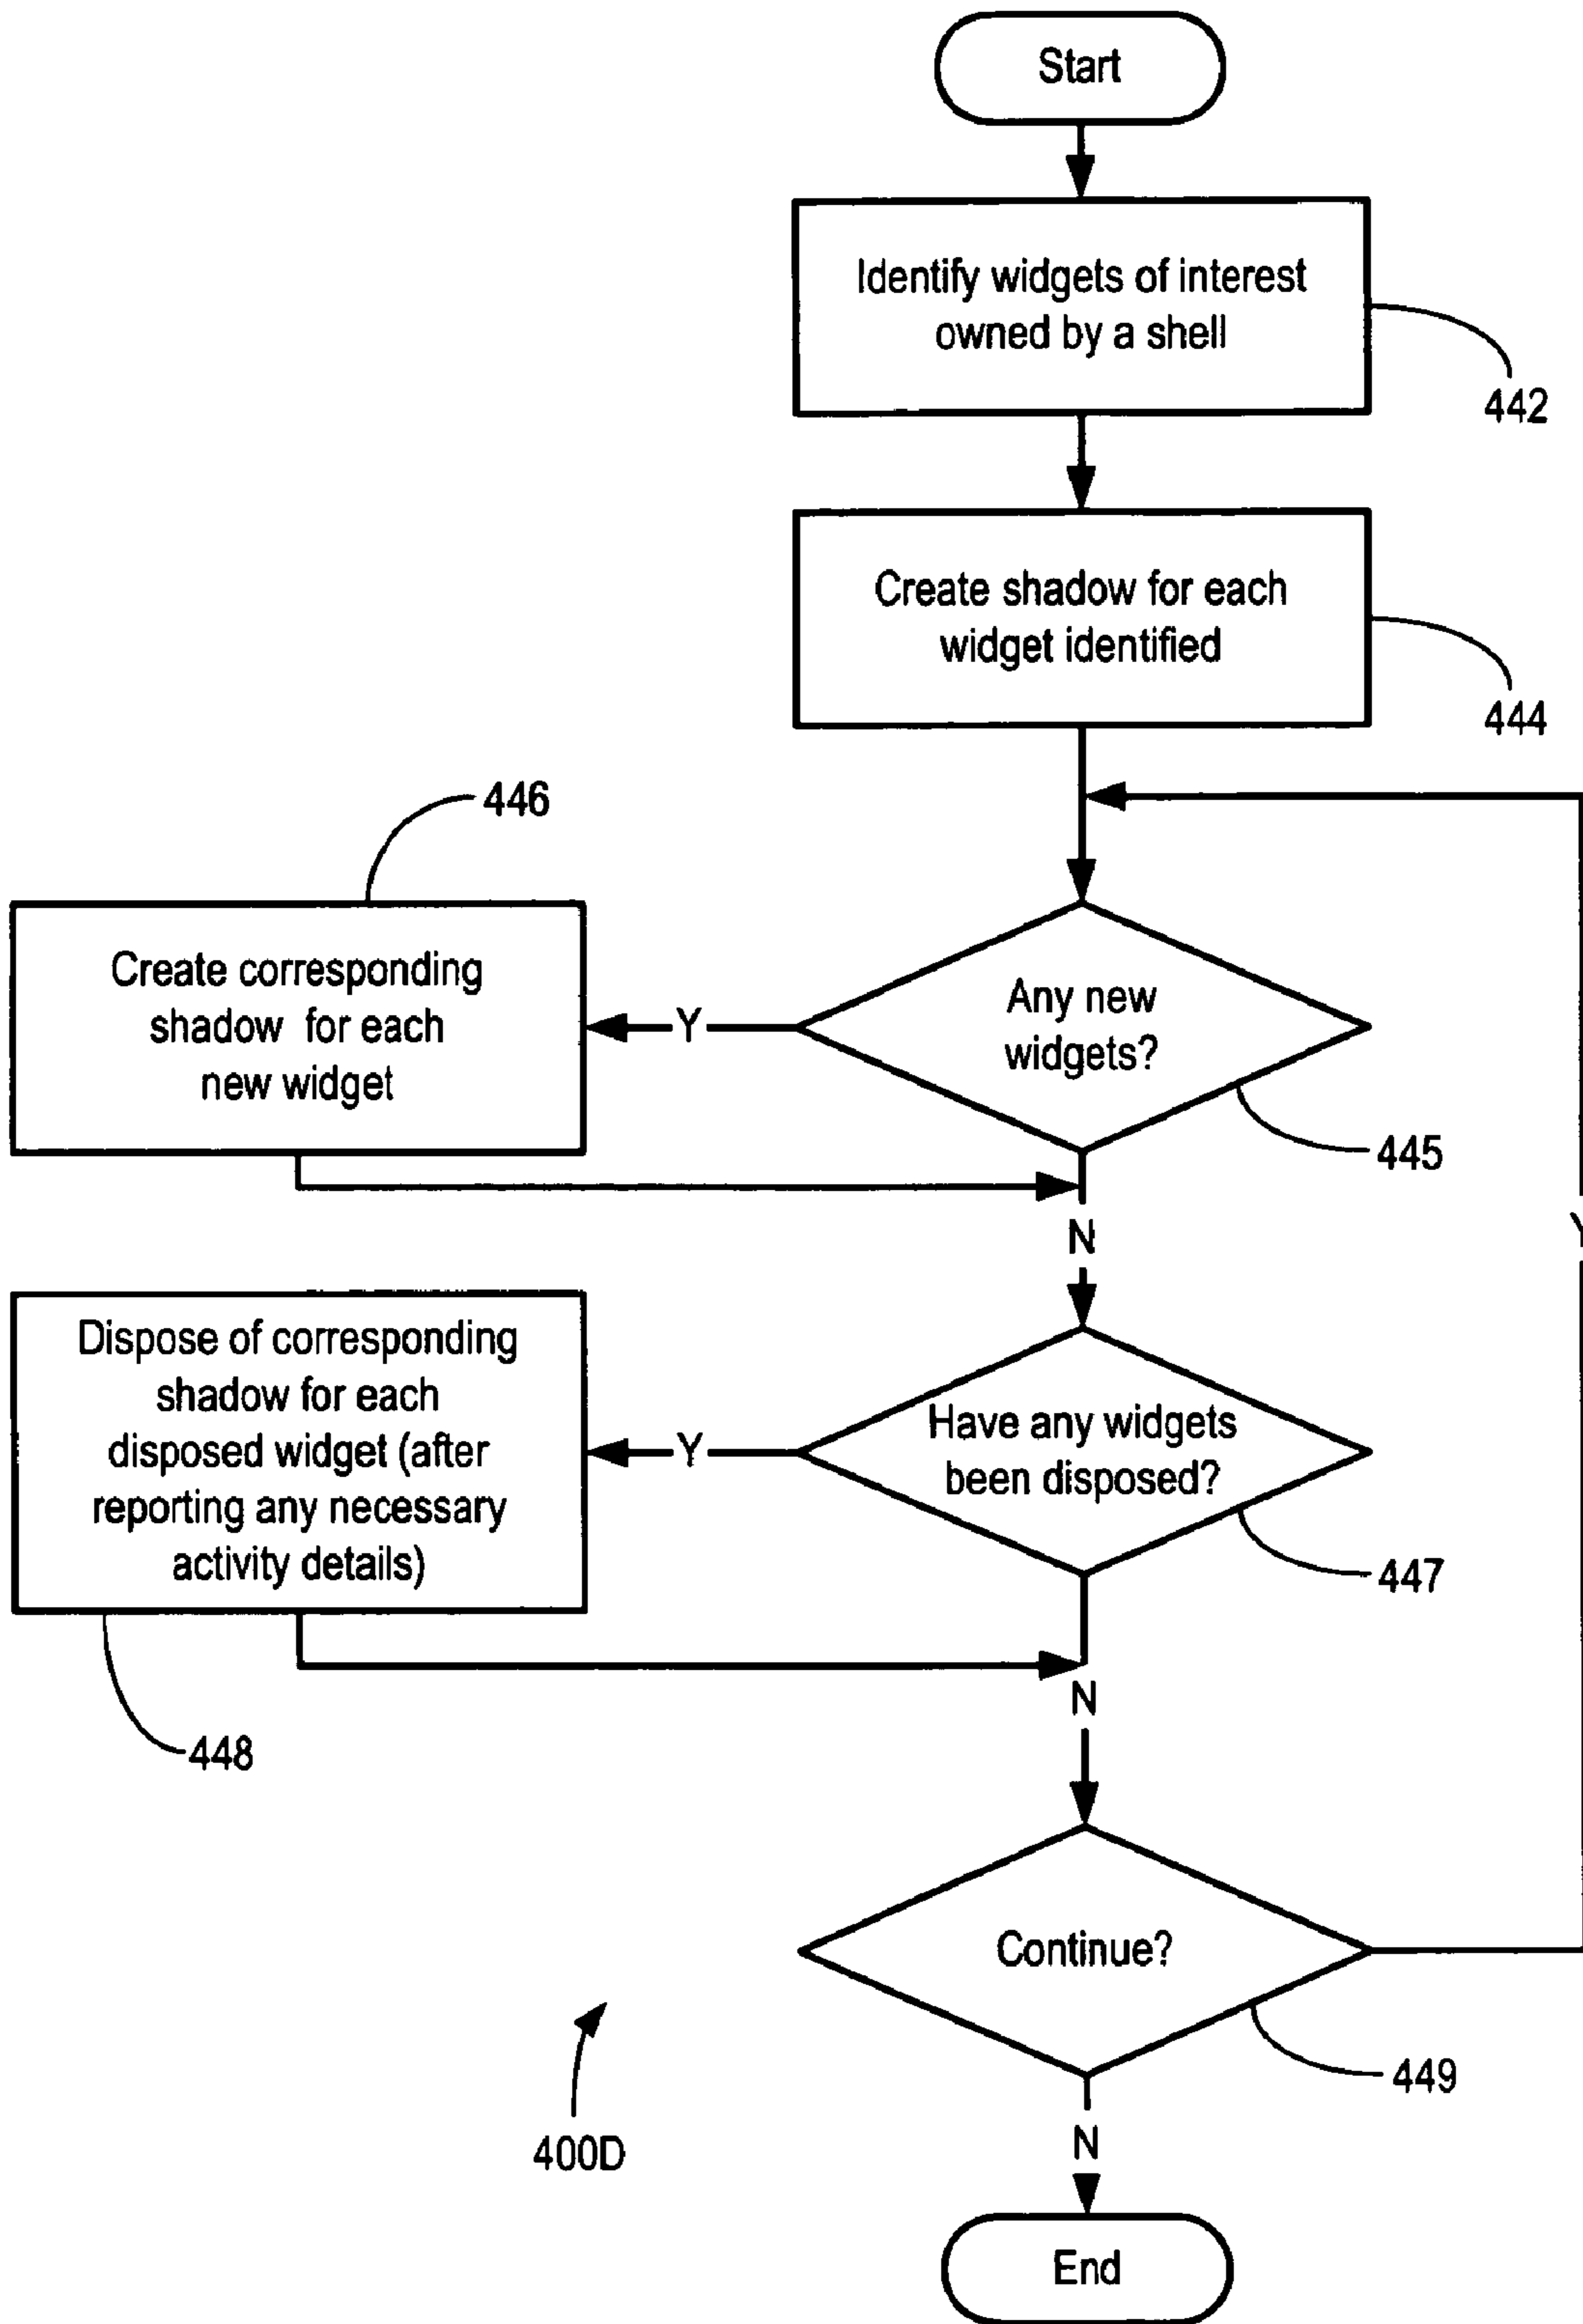 Start
Identify widgets of interest
owned by a shell
442
Create shadow for each
widget identified
444
446
Create corresponding
shadow for each
new widget
Y
Any new
widgets?
445
N
Y
Dispose of corresponding
shadow for each
disposed widget (after
reporting any necessary
activity details)
Y
Have any widgets
been disposed?
447
N
448
Continue?
449
400D
N
End